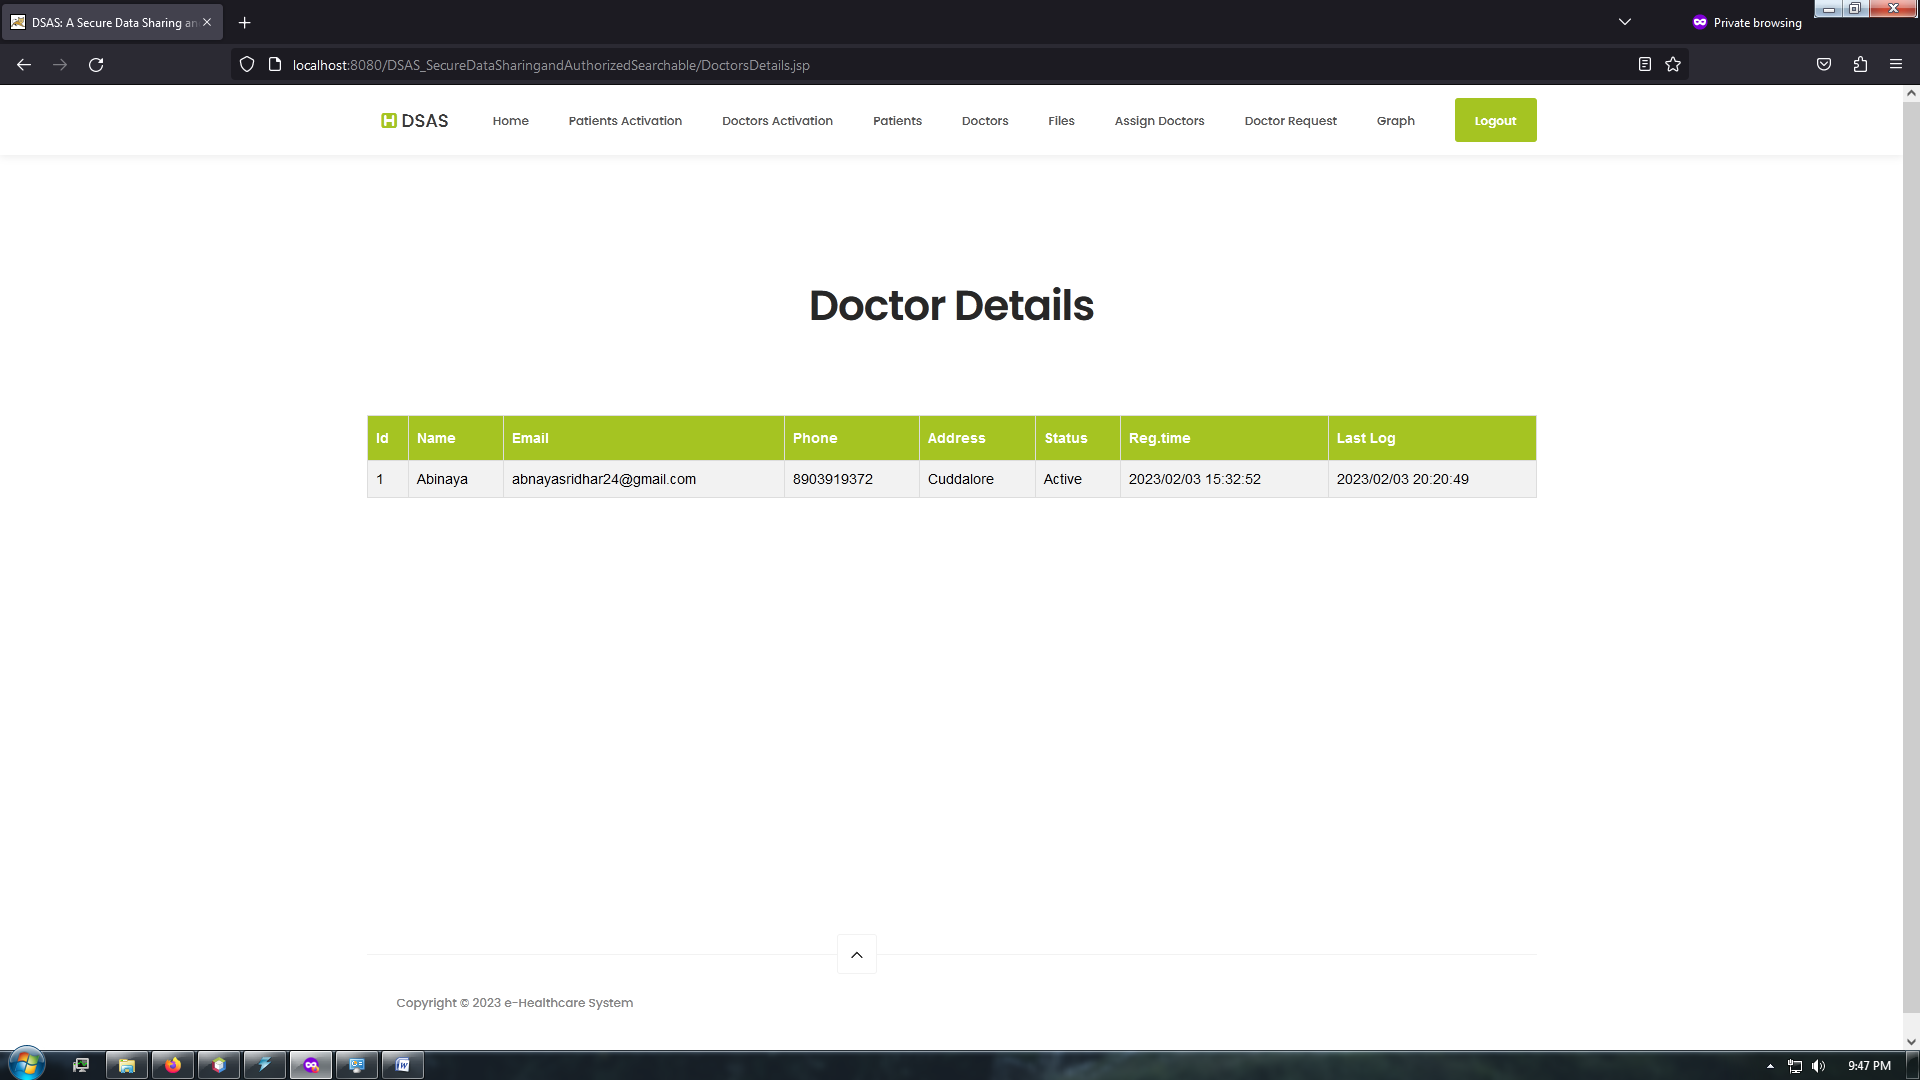 DSAS: A Secure Data Sharing an
Private browsing
localhost:8080/DSAS_SecureDataSharingandAuthorizedSearchable/DoctorsDetails.jsp
H DSAS Home Patients Activation Doctors Activation Patients Doctors Files Assign Doctors Doctor Request Graph Logout
Doctor Details
Id Name Email Phone Address Status Reg.time Last Log
1 Abinaya abnayasridhar24@gmail.com 8903919372 Cuddalore Active 2023/02/03 15:32:52 2023/02/03 20:20:49
Copyright © 2023 e-Healthcare System
9:47 PM